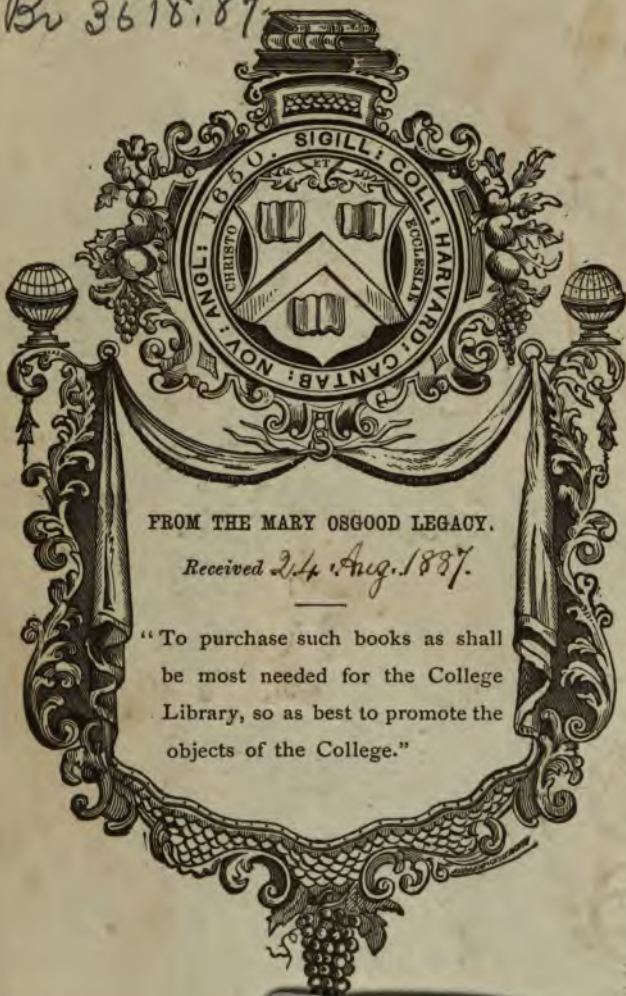 Br 3618.87
SIGILL: COLL: HARVARD: CANTAB: NOV: ANGL: 1650.
ET
CHRISTO
ECCLESIAE
FROM THE MARY OSGOOD LEGACY.
Received 24 Aug. 1887.
"To purchase such books as shall
be most needed for the College
Library, so as best to promote the
objects of the College."